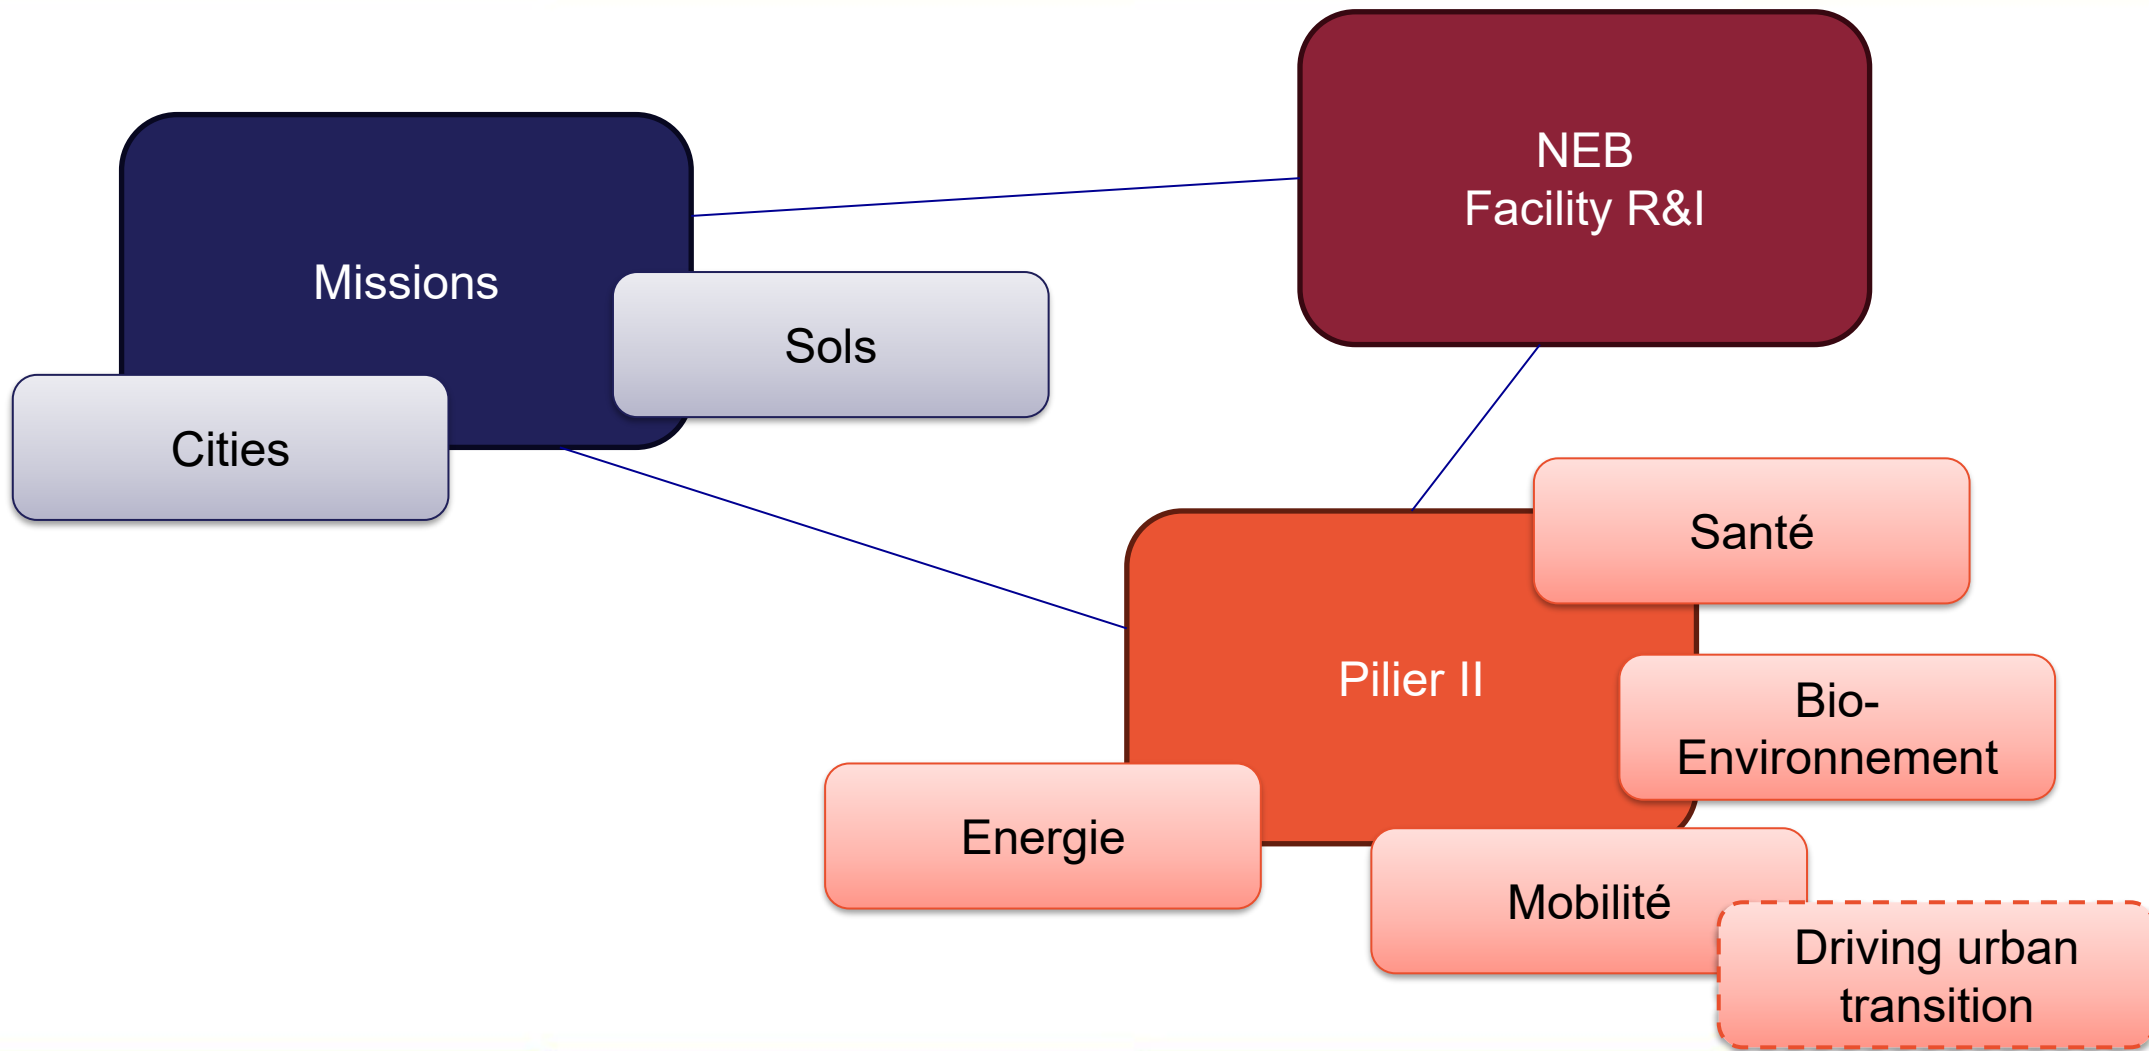 NEB
Facility R&I
Missions
Sols
Cities
Santé
Pilier II
Bio-
Environnement
Energie
Mobilité
Driving urban
transition